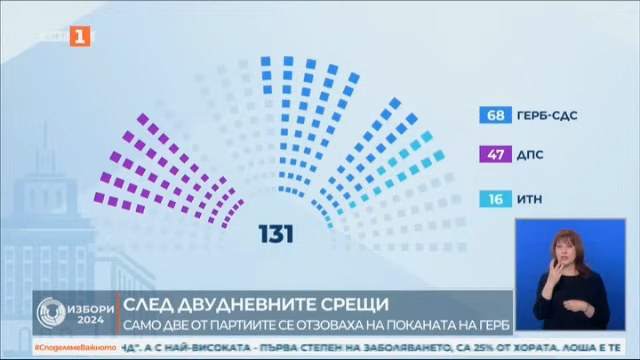 1
68 ГЕРБ-СДС
47 ДПС
16 ИТН
131
ИЗБОРИ
2024
СЛЕД ДВУДНЕВНИТЕ СРЕЩИ
САМО ДВЕ ОТ ПАРТИИТЕ СЕ ОТЗОВАХА НА ПОКАНАТА НА ГЕРБ
#СподелямеВажното
НД". А С НАЙ-ВИСОКАТА - ПЪРВА СТЕПЕН НА ЗАБОЛЯВАНЕТО, СА 25% ОТ ХОРАТА. ЛОША Е ТЕ